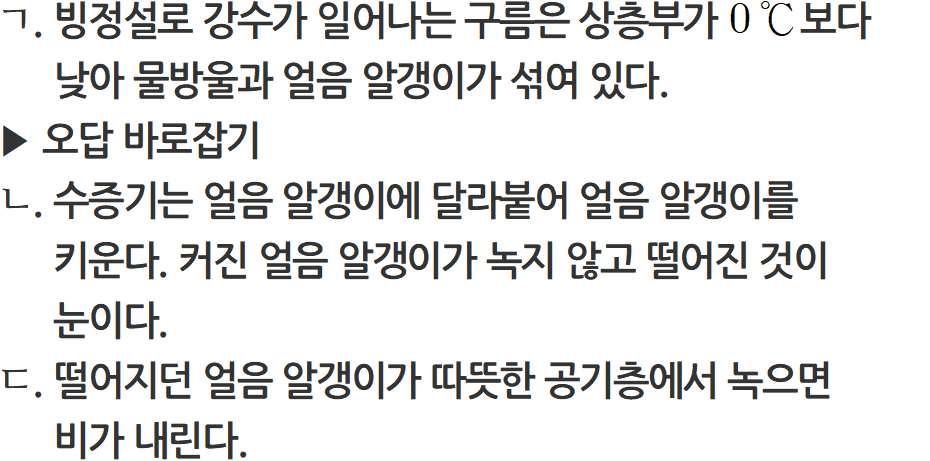 ㄱ. 빙정설로 강수가 일어나는 구름은 상층부가 0 ℃보다
낮아 물방울과 얼음 알갱이가 섞여 있다.
▶ 오답 바로잡기
ㄴ. 수증기는 얼음 알갱이에 달라붙어 얼음 알갱이를
키운다. 커진 얼음 알갱이가 녹지 않고 떨어진 것이
눈이다.
ㄷ. 떨어지던 얼음 알갱이가 따뜻한 공기층에서 녹으면
비가 내린다.